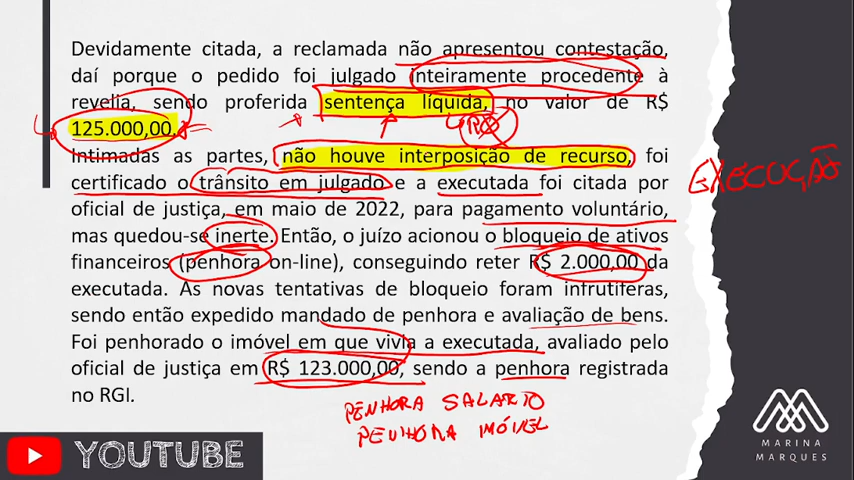 Devidamente citada, a reclamada não apresentou contestação,
daí porque o pedido foi julgado inteiramente procedente à
revelia, sendo proferida sentença líquida, no valor de R$
125.000,00.
Intimadas as partes, não houve interposição de recurso, foi
certificado o trânsito em julgado e a executada foi citada por
oficial de justiça, em maio de 2022, para pagamento voluntário,
mas quedou-se inerte. Então, o juízo acionou o bloqueio de ativos
financeiros (penhora on-line), conseguindo reter R$ 2.000,00 da
executada. As novas tentativas de bloqueio foram infrutíferas,
sendo então expedido mandado de penhora e avaliação de bens.
Foi penhorado o imóvel em que vivia a executada, avaliado pelo
oficial de justiça em R$ 123.000,00, sendo a penhora registrada
no RGI.
EXECUÇÃO
PENHORA SALARIO
PENHORA IMÓVEL
YOUTUBE
MARINA
MARQUES